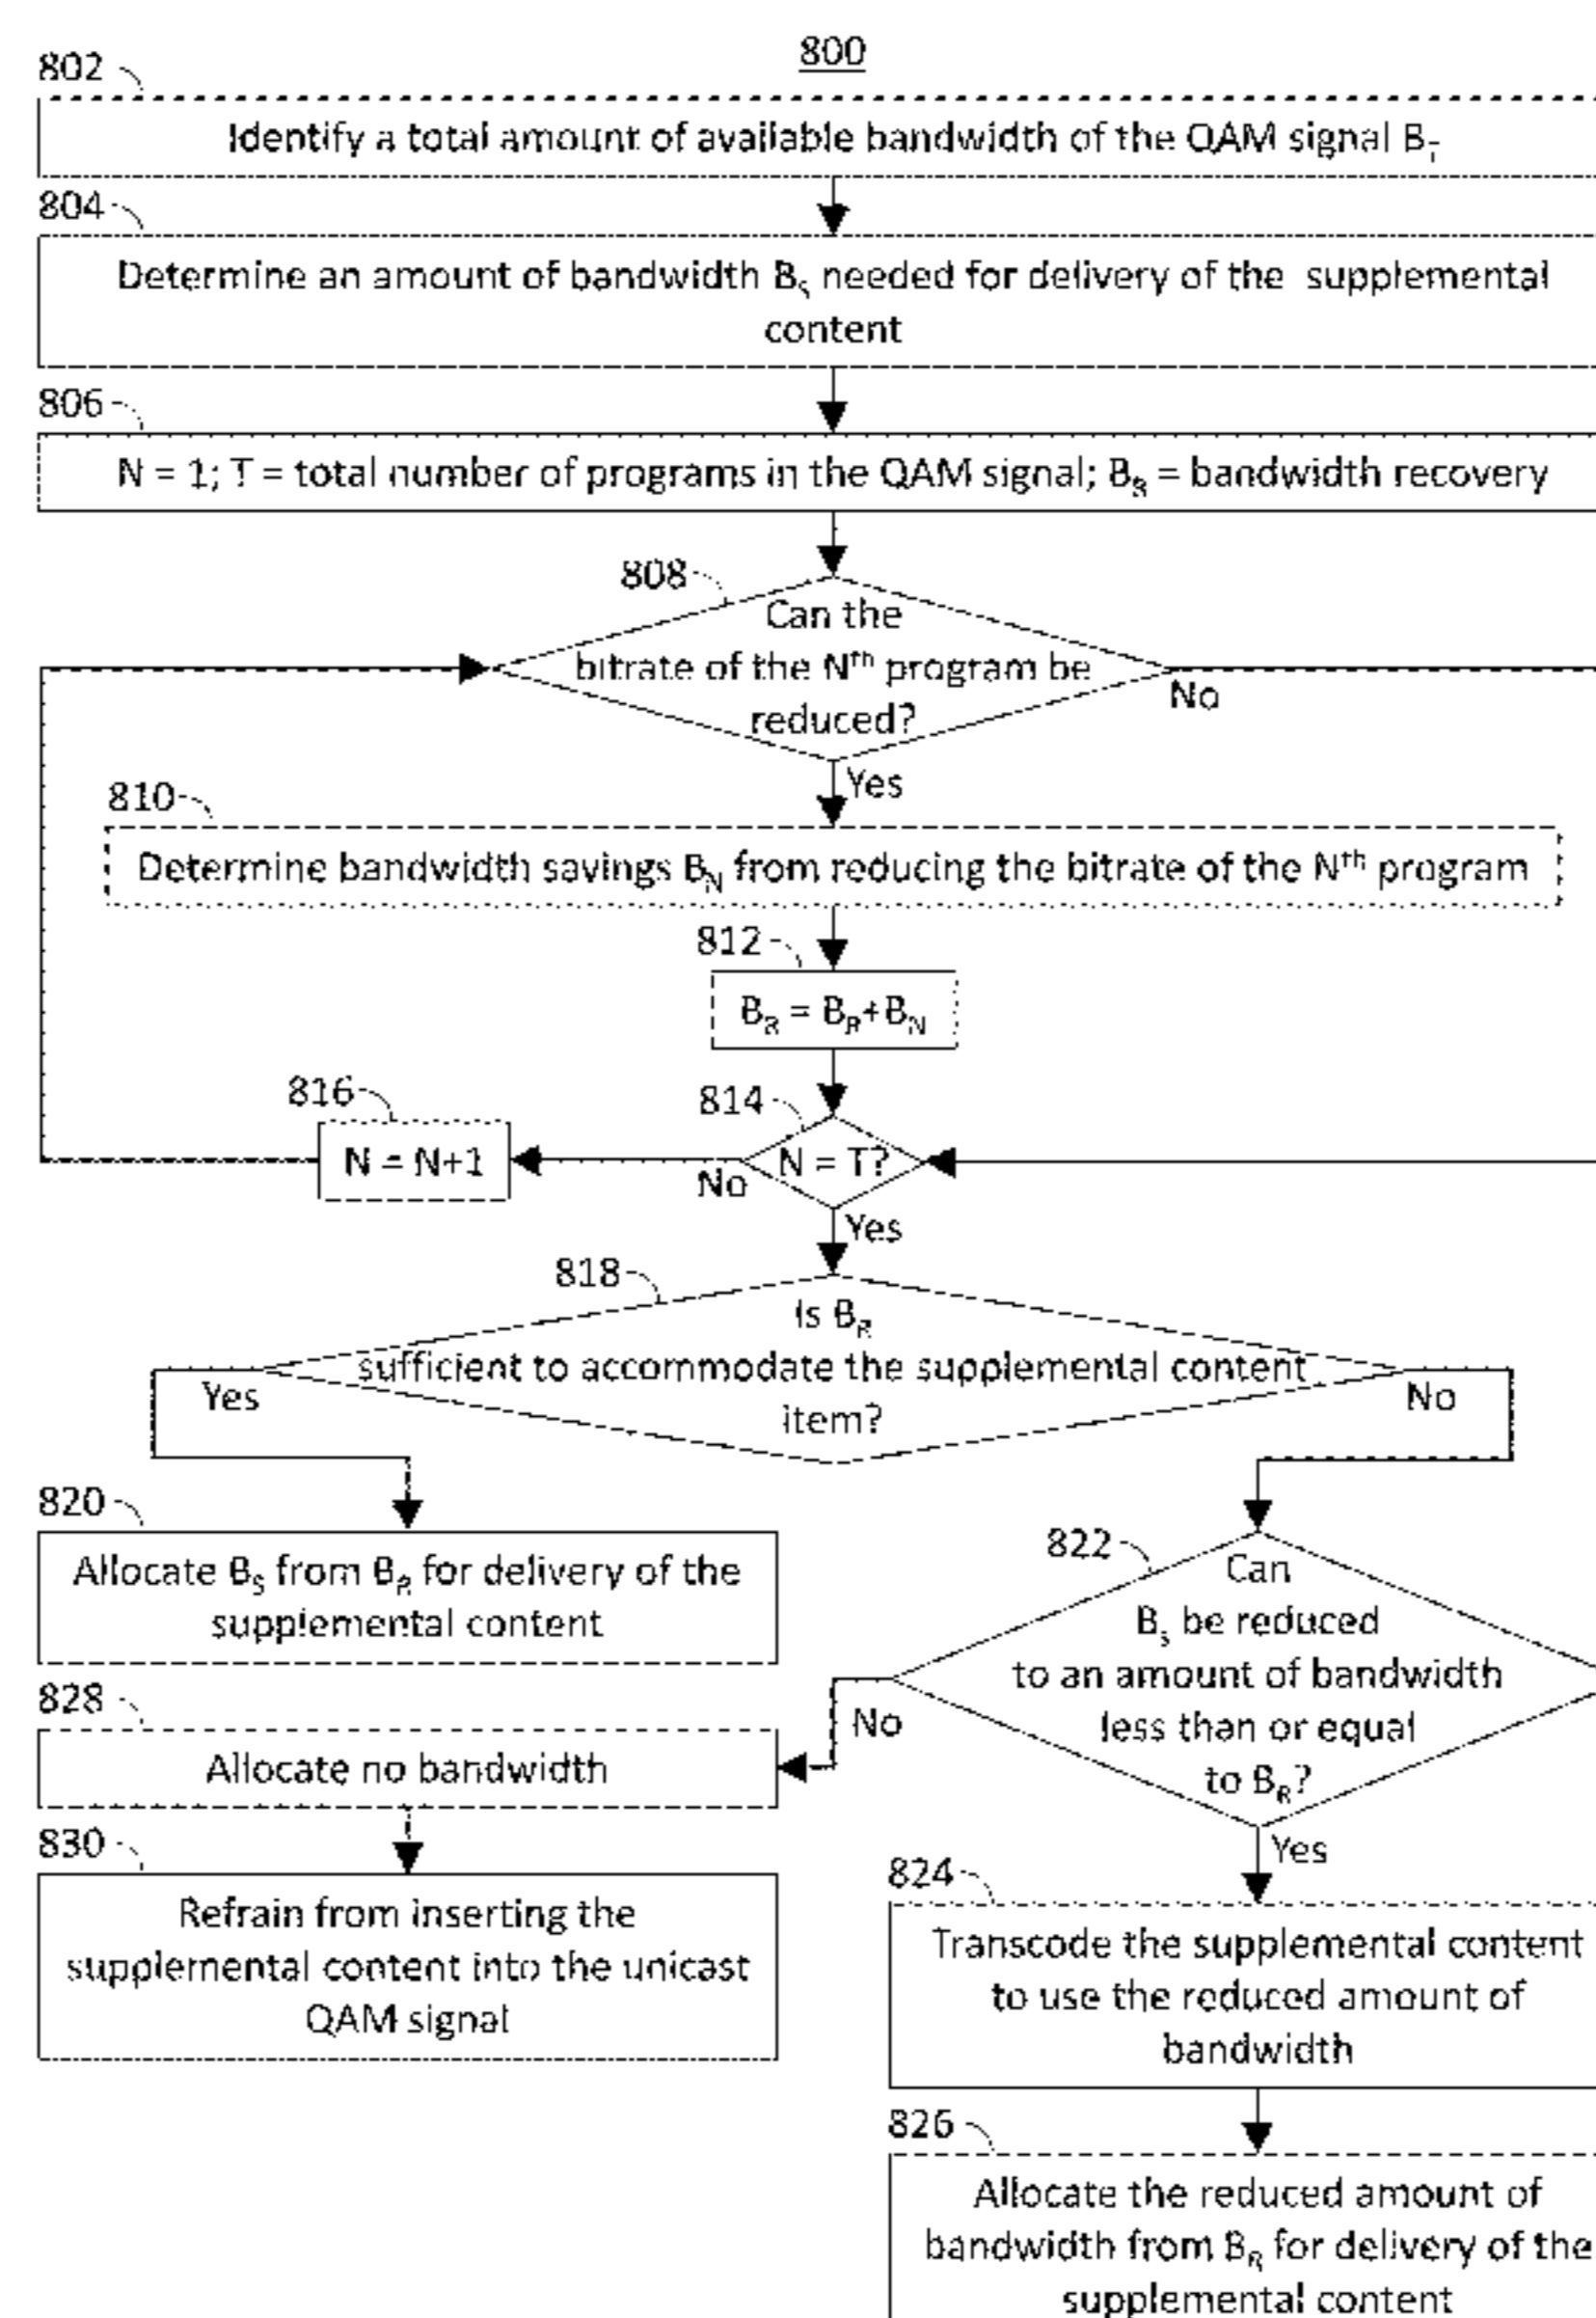 800
802
Identify a total amount of available bandwidth of the QAM signal B_T
804
Determine an amount of bandwidth B_S needed for delivery of the supplemental
content
806
N = 1; T = total number of programs in the QAM signal; B_R = bandwidth recovery
808
Can the
bitrate of the N^th program be
reduced?
No
Yes
810
Determine bandwidth savings B_N from reducing the bitrate of the N^th program
812
B_R = B_R+B_N
816
N = N+1
814
N = T?
No
Yes
818
Is B_R
sufficient to accommodate the supplemental content
item?
Yes
No
820
Allocate B_S from B_R for delivery of the
supplemental content
822
Can
B_S be reduced
to an amount of bandwidth
less than or equal
to B_R?
No
Yes
828
Allocate no bandwidth
830
Refrain from inserting the
supplemental content into the unicast
QAM signal
824
Transcode the supplemental content
to use the reduced amount of
bandwidth
826
Allocate the reduced amount of
bandwidth from B_R for delivery of the
supplemental content